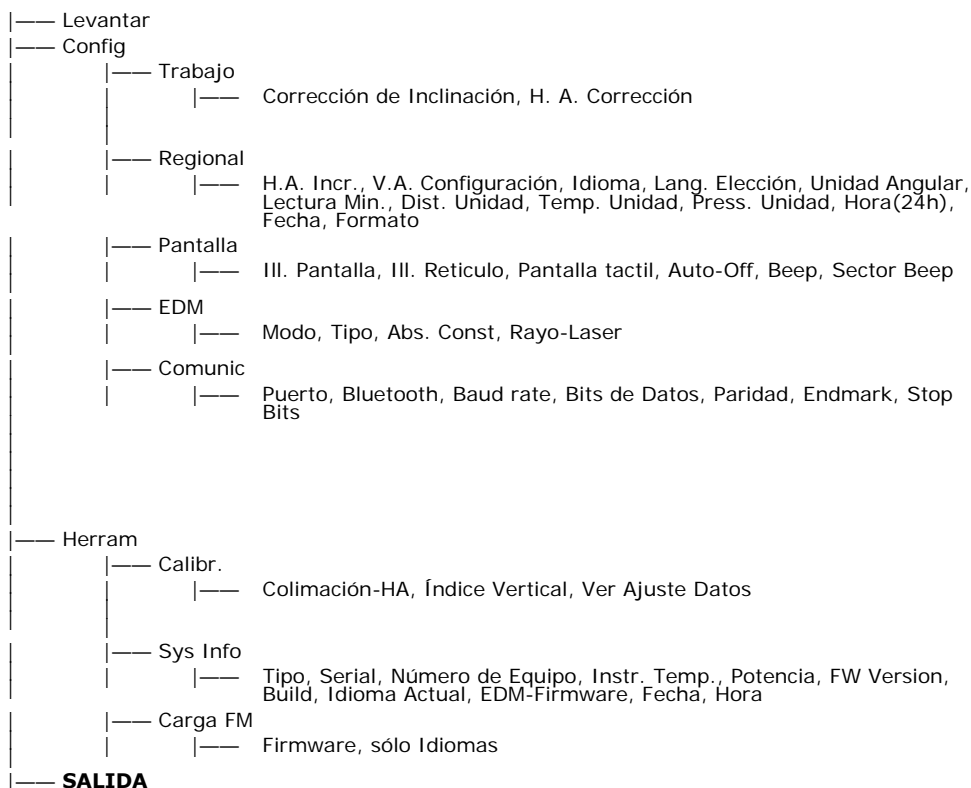 |—— Levantar
|—— Config
|—— Trabajo
|—— Corrección de Inclinación, H. A. Corrección
|—— Regional
|—— H.A. Incr., V.A. Configuración, Idioma, Lang. Elección, Unidad Angular,
Lectura Min., Dist. Unidad, Temp. Unidad, Press. Unidad, Hora(24h),
Fecha, Formato
|—— Pantalla
|—— Ill. Pantalla, Ill. Reticulo, Pantalla tactil, Auto-Off, Beep, Sector Beep
|—— EDM
|—— Modo, Tipo, Abs. Const, Rayo-Laser
|—— Comunic
|—— Puerto, Bluetooth, Baud rate, Bits de Datos, Paridad, Endmark, Stop
Bits
|—— Herram
|—— Calibr.
|—— Colimación-HA, Índice Vertical, Ver Ajuste Datos
|—— Sys Info
|—— Tipo, Serial, Número de Equipo, Instr. Temp., Potencia, FW Version,
Build, Idioma Actual, EDM-Firmware, Fecha, Hora
|—— Carga FM
|—— Firmware, sólo Idiomas
|—— SALIDA